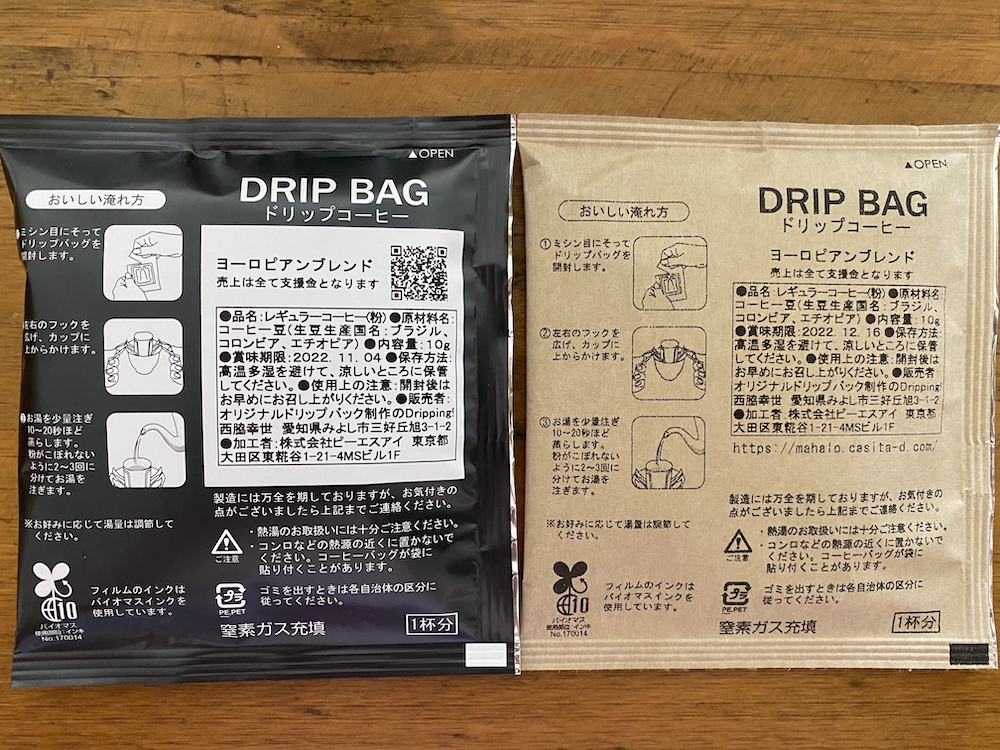 ▲OPEN
DRIP BAG
ドリップコーヒー
おいしい淹れ方
ミシン目にそって
ドリップバッグを
開封します。
左右のフックを
広げ、カップに
上からかけます。
お湯を少量注ぎ
10〜20秒ほど
蒸らします。
粉がこぼれない
ように2〜3回に
分けてお湯を
注ぎます。
※お好みに応じて湯量は調節して
ください。
ヨーロピアンブレンド
売上は全て支援金となります
●品名:レギュラーコーヒー(粉) ●原材料名:
コーヒー豆(生豆生産国名:ブラジル、
コロンビア、エチオピア) ●内容量:10g
●賞味期限:2022. 11. 04 ●保存方法:
高温多湿を避けて、涼しいところに保管
してください。●使用上の注意:開封後は
お早めにお召し上がりください。●販売者:
オリジナルドリップバック制作のDripping!
西脇幸世 愛知県みよし市三好丘旭3-1-2
●加工者:株式会社ピーエスアイ 東京都
大田区東糀谷1-21-4MSビル1F
製造には万全を期しておりますが、お気付きの
点がございましたら上記までご連絡ください。
ご注意
・熱湯のお取扱いには十分ご注意ください。
・コンロなどの熱源の近くに置かないで
ください。コーヒーバッグが袋に
貼り付くことがあります。
プラ
PE,PET
ゴミを出すときは各自治体の区分に
従ってください。
10
バイオマス
使用部位:インキ
No.170014
フィルムのインクは
バイオマスインクを
使用しています。
窒素ガス充填
1杯分
▲OPEN
DRIP BAG
ドリップコーヒー
おいしい淹れ方
①ミシン目にそって
ドリップバッグを
開封します。
②左右のフックを
広げ、カップに
上からかけます。
③お湯を少量注ぎ
10〜20秒ほど
蒸らします。
粉がこぼれない
ように2〜3回に
分けてお湯を
注ぎます。
※お好みに応じて湯量は調節して
ください。
ヨーロピアンブレンド
売上は全て支援金となります
●品名:レギュラーコーヒー(粉) ●原材料名:
コーヒー豆(生豆生産国名:ブラジル、
コロンビア、エチオピア) ●内容量:10g
●賞味期限:2022. 12. 16 ●保存方法:
高温多湿を避けて、涼しいところに保管
してください。●使用上の注意:開封後は
お早めにお召し上がりください。●販売者:
オリジナルドリップバック制作のDripping!
西脇幸世 愛知県みよし市三好丘旭3-1-2
●加工者:株式会社ピーエスアイ 東京都
大田区東糀谷1-21-4MSビル1F
https://mahalo.casita-d.com/
製造には万全を期しておりますが、お気付きの
点がございましたら上記までご連絡ください。
ご注意
・熱湯のお取扱いには十分ご注意ください。
・コンロなどの熱源の近くに置かないで
ください。コーヒーバッグが袋に
貼り付くことがあります。
プラ
PE,PET
ゴミを出すときは各自治体の区分に
従ってください。
10
バイオマス
使用部位:インキ
No.170014
フィルムのインクは
バイオマスインクを
使用しています。
窒素ガス充填
1杯分